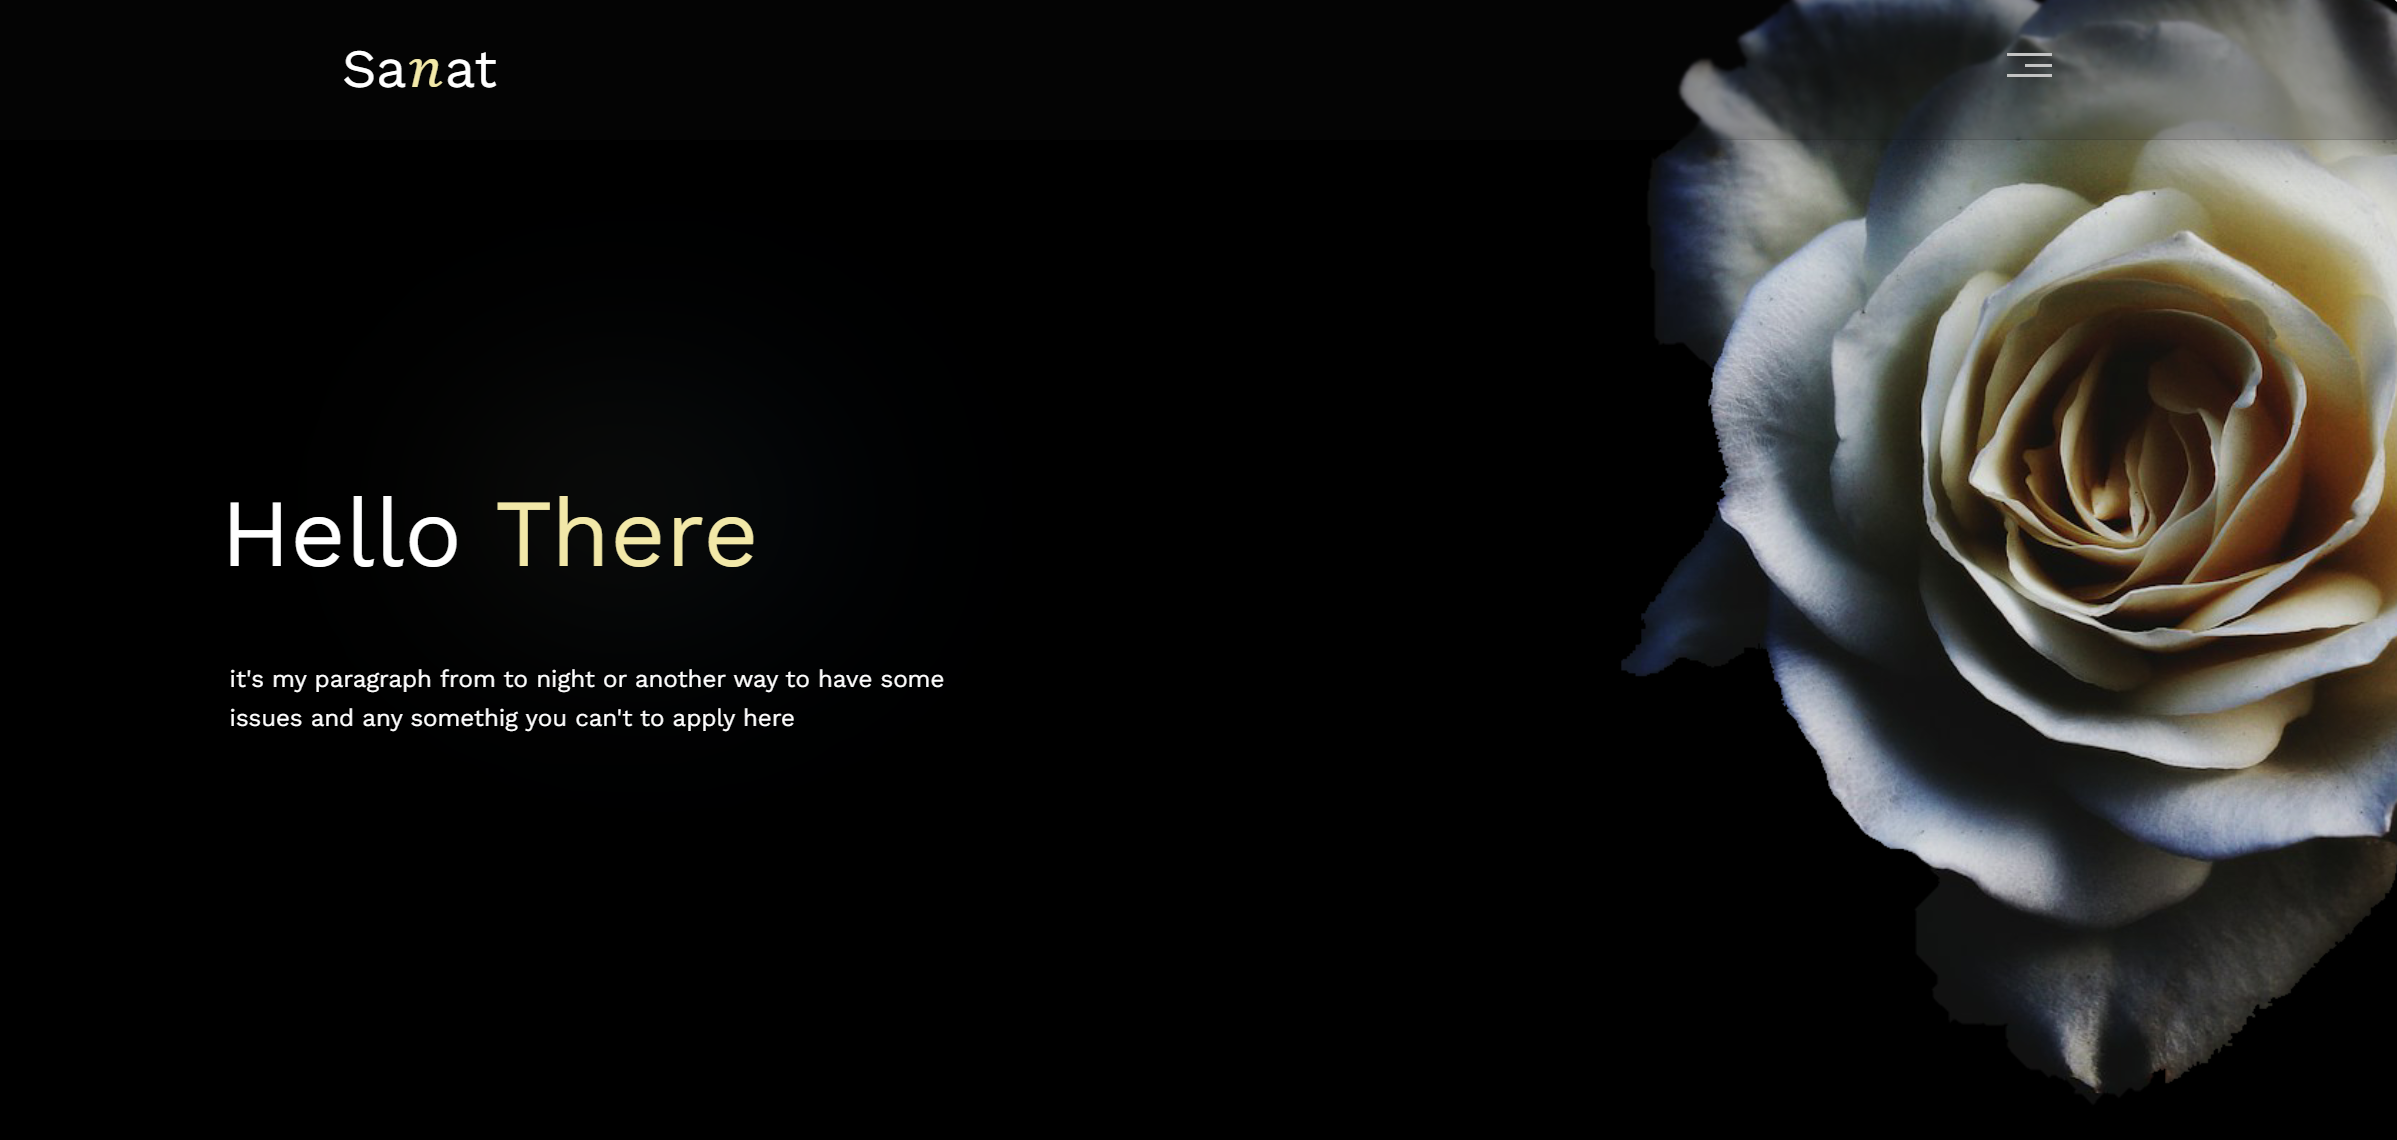 Sanat
Hello There
it's my paragraph from to night or another way to have some
issues and any somethig you can't to apply here